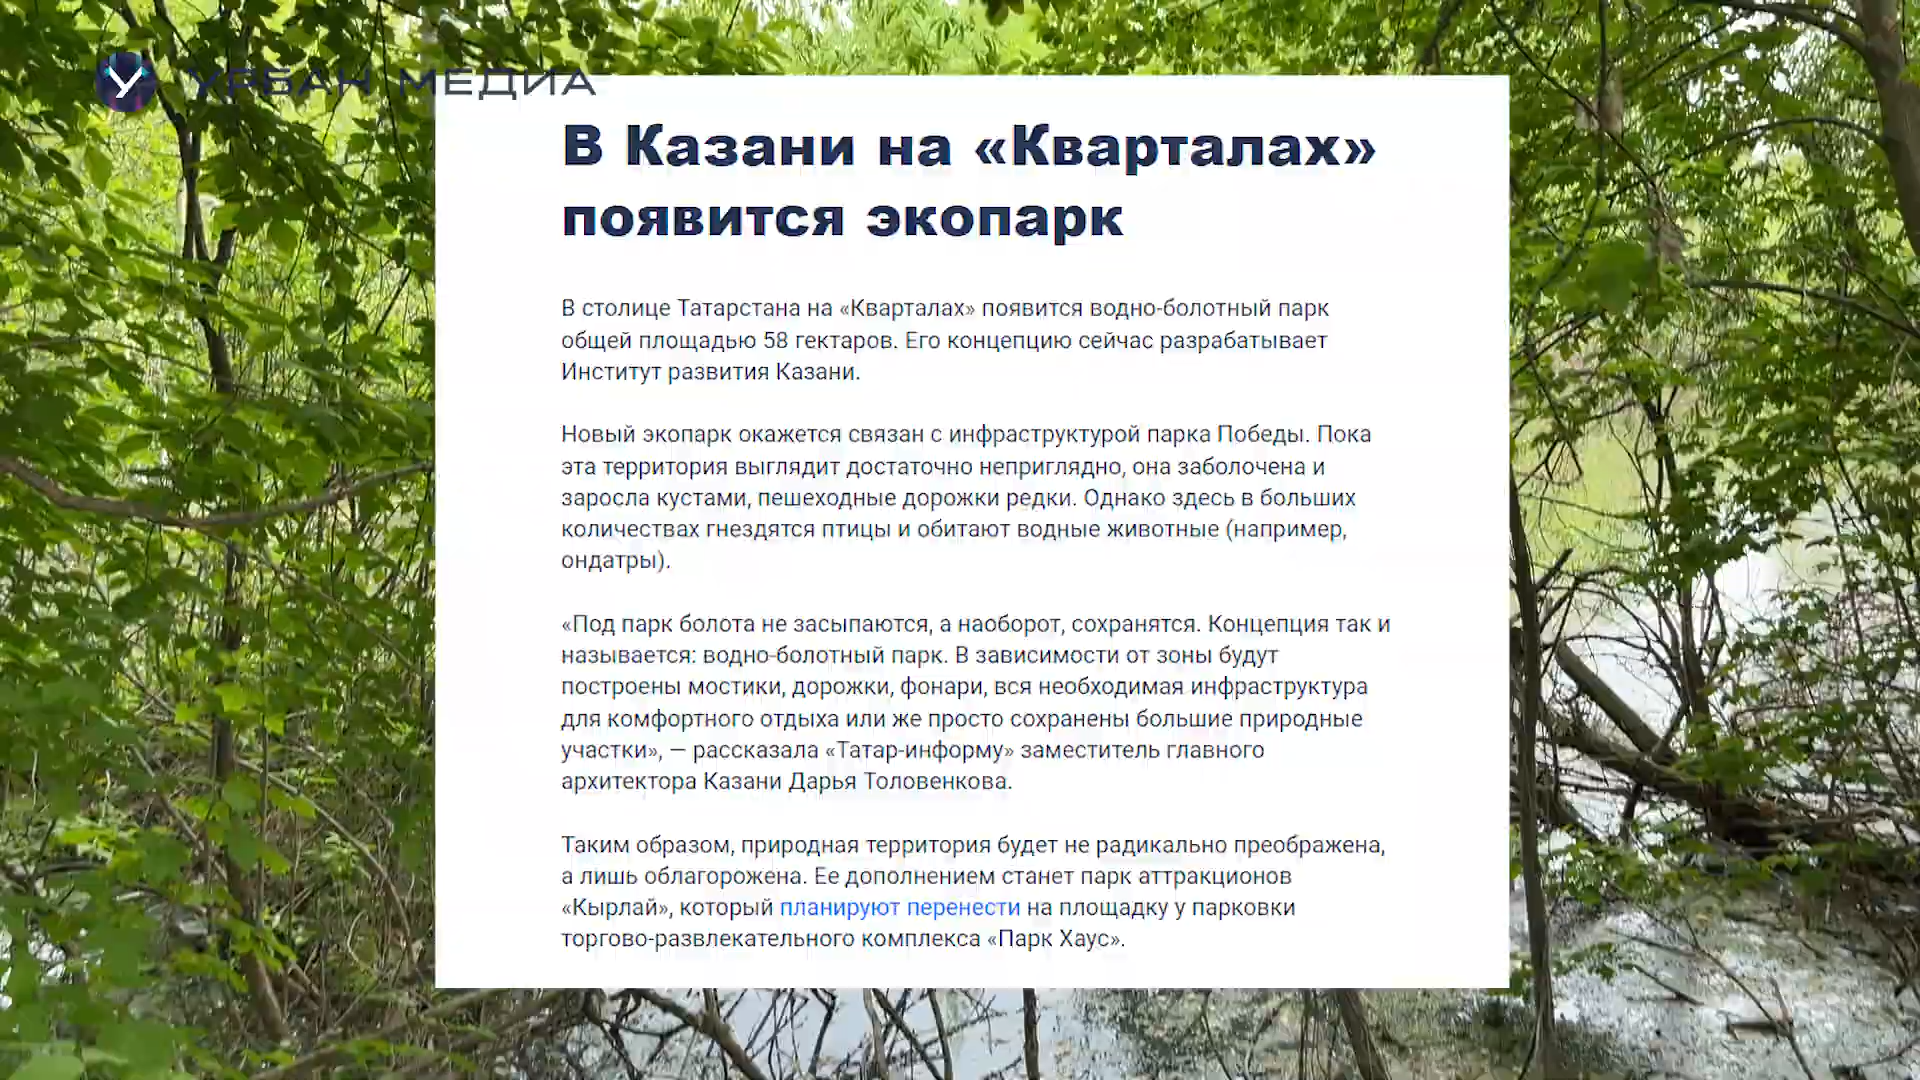 УРБАН МЕДИА
В Казани на «Кварталах»
появится экопарк
В столице Татарстана на «Кварталах» появится водно-болотный парк
общей площадью 58 гектаров. Его концепцию сейчас разрабатывает
Институт развития Казани.
Новый экопарк окажется связан с инфраструктурой парка Победы. Пока
эта территория выглядит достаточно неприглядно, она заболочена и
заросла кустами, пешеходные дорожки редки. Однако здесь в больших
количествах гнездятся птицы и обитают водные животные (например,
ондатры).
«Под парк болота не засыпаются, а наоборот, сохранятся. Концепция так и
называется: водно-болотный парк. В зависимости от зоны будут
построены мостики, дорожки, фонари, вся необходимая инфраструктура
для комфортного отдыха или же просто сохранены большие природные
участки», — рассказала «Татар-информу» заместитель главного
архитектора Казани Дарья Толовенкова.
Таким образом, природная территория будет не радикально преображена,
а лишь облагорожена. Ее дополнением станет парк аттракционов
«Кырлай», который планируют перенести на площадку у парковки
торгово-развлекательного комплекса «Парк Хаус».